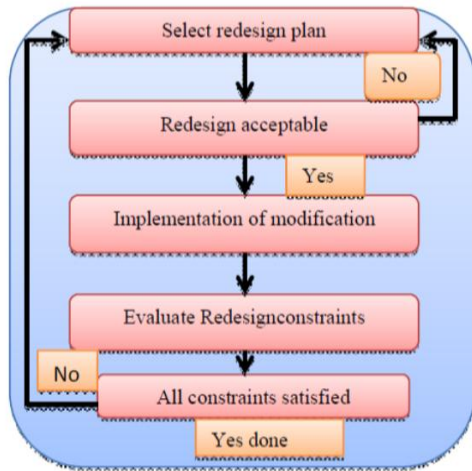 Select redesign plan
No
Redesign acceptable
Yes
Implementation of modification
Evaluate Redesignconstraints
No
All constraints satisfied
Yes done